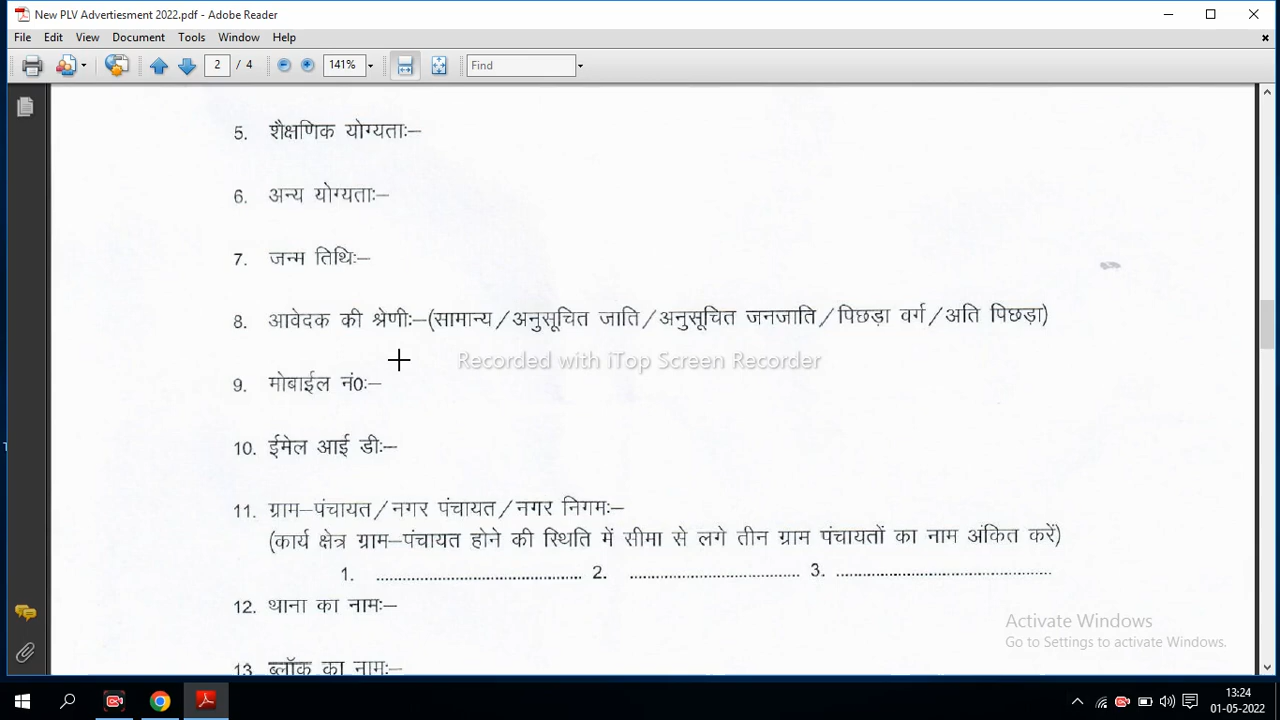 New PLV Advertiesment 2022.pdf - Adobe Reader
File Edit View Document Tools Window Help
2 / 4 141% Find
5. शैक्षणिक योग्यताः–
6. अन्य योग्यताः–
7. जन्म तिथिः–
8. आवेदक की श्रेणीः–(सामान्य/अनुसूचित जाति/अनुसूचित जनजाति/पिछड़ा वर्ग/अति पिछड़ा)
Recorded with iTop Screen Recorder
9. मोबाईल नं0ः–
10. ईमेल आई डीः–
11. ग्राम–पंचायत/नगर पंचायत/नगर निगमः–
(कार्य क्षेत्र ग्राम–पंचायत होने की स्थिति में सीमा से लगे तीन ग्राम पंचायतों का नाम अंकित करें)
1. .......................................... 2. ................................... 3. ............................................
12. थाना का नामः–
Activate Windows
Go to Settings to activate Windows.
13 ब्लॉक का नामः–
13:24
01-05-2022